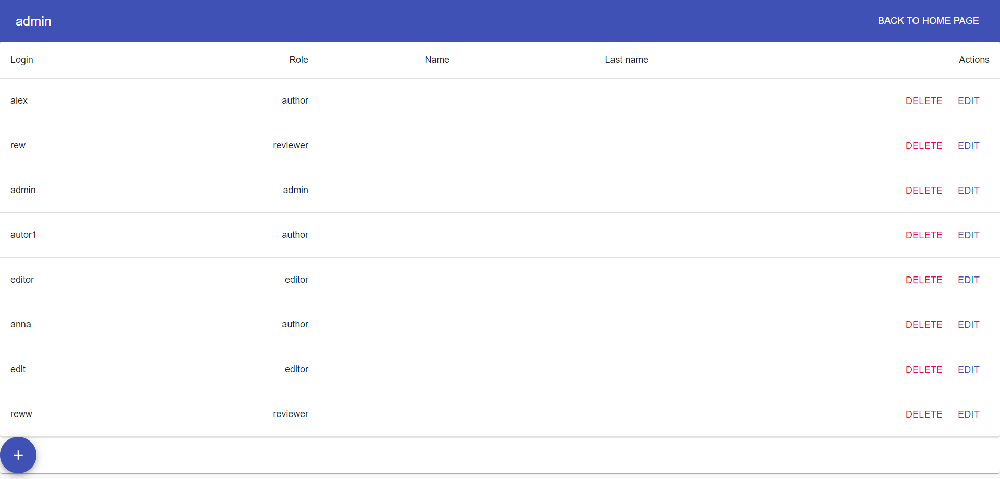 admin BACK TO HOME PAGE
Login Role Name Last name Actions
alex author DELETE EDIT
rew reviewer DELETE EDIT
admin admin DELETE EDIT
autor1 author DELETE EDIT
editor editor DELETE EDIT
anna author DELETE EDIT
edit editor DELETE EDIT
reww reviewer DELETE EDIT
+